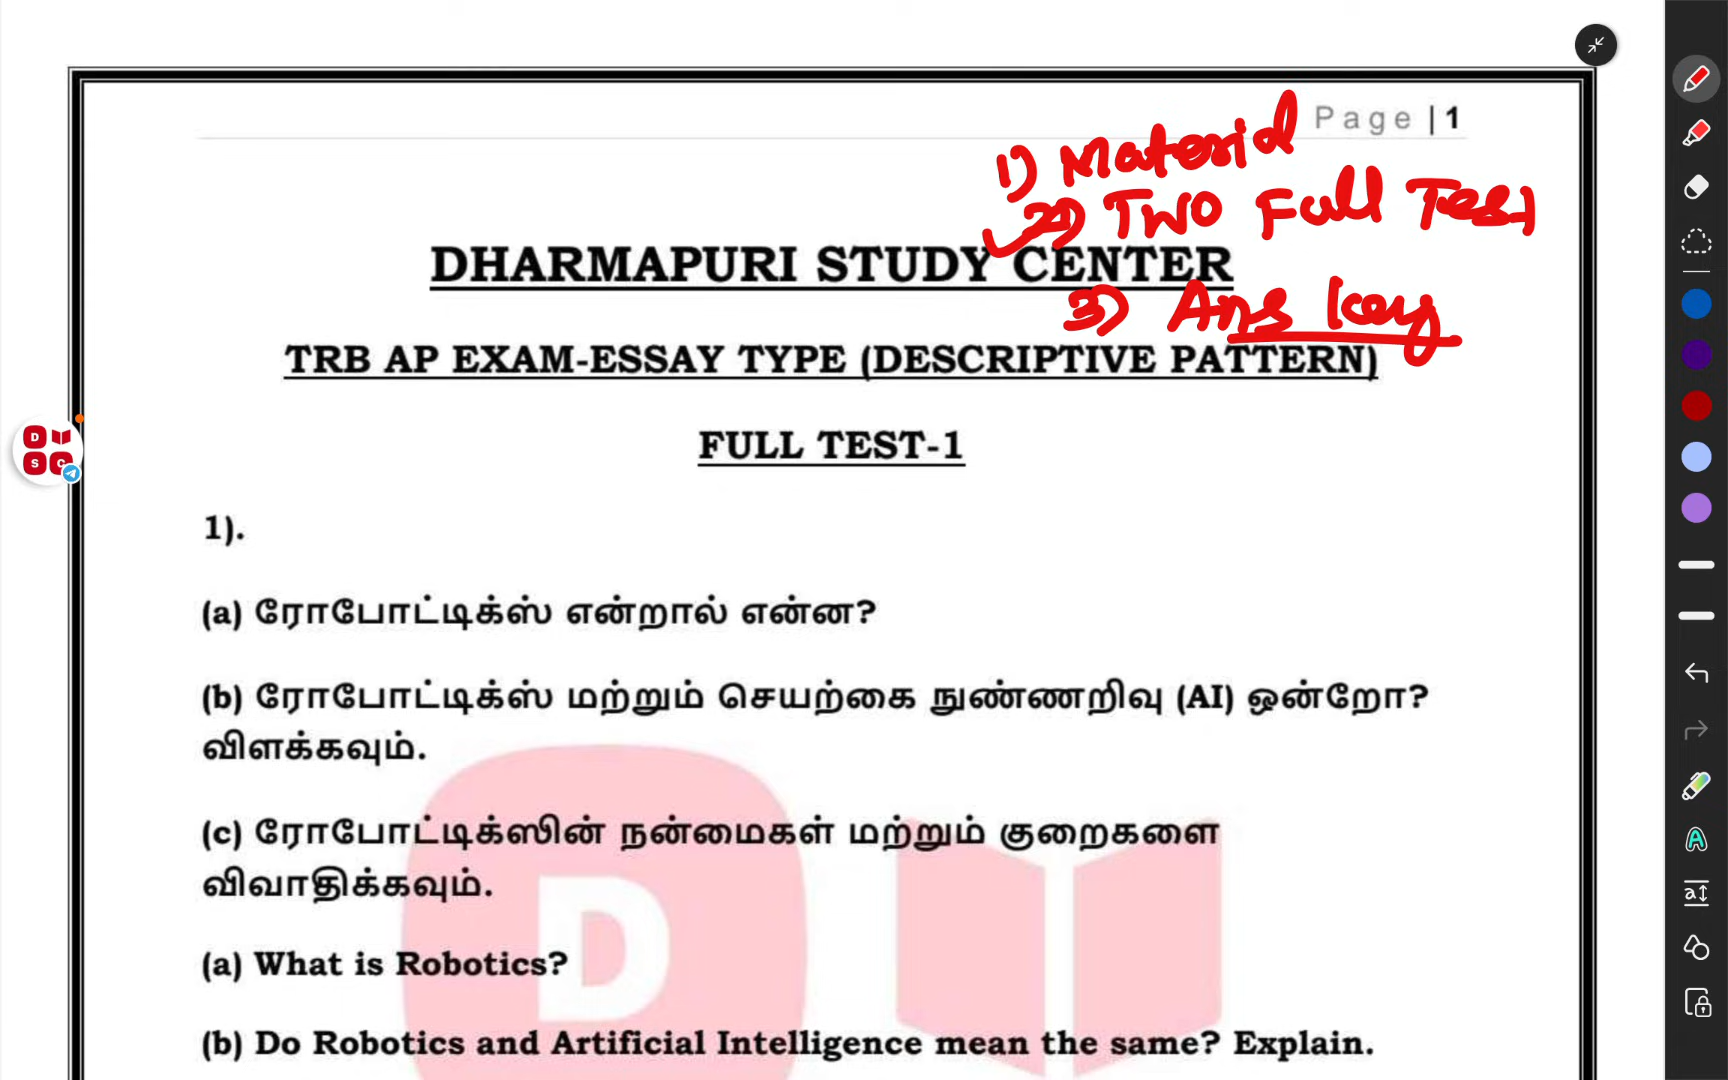 Page | 1
1) Material
2) Two Full Test
DHARMAPURI STUDY CENTER
3) Ans key
TRB AP EXAM-ESSAY TYPE (DESCRIPTIVE PATTERN)
FULL TEST-1
D
S C
1).
(a) ரோபோட்டிக்ஸ் என்றால் என்ன?
(b) ரோபோட்டிக்ஸ் மற்றும் செயற்கை நுண்ணறிவு (AI) ஒன்றோ?
விளக்கவும்.
(c) ரோபோட்டிக்ஸின் நன்மைகள் மற்றும் குறைகளை
விவாதிக்கவும்.
D
(a) What is Robotics?
(b) Do Robotics and Artificial Intelligence mean the same? Explain.
A
a